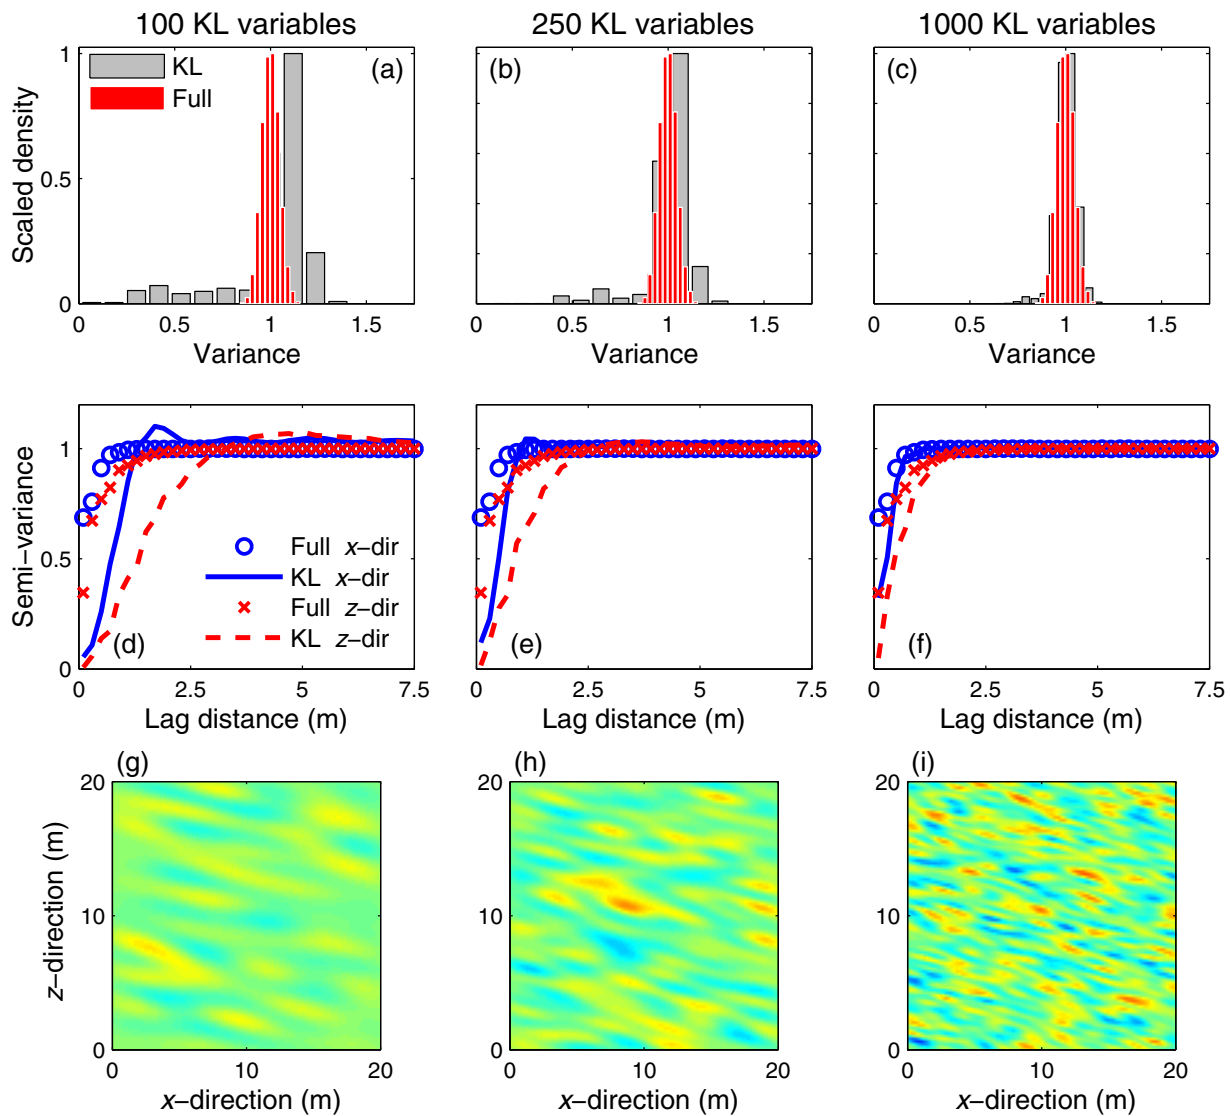 100 KL variables
250 KL variables
1000 KL variables
Scaled density
1
0.5
0
KL
Full
(a)
(b)
(c)
0 0.5 1 1.5
0 0.5 1 1.5
0 0.5 1 1.5
Variance
Variance
Variance
Semi−variance
1
0.5
0
Full x−dir
KL x−dir
Full z−dir
KL z−dir
(d)
(e)
(f)
0 2.5 5 7.5
0 2.5 5 7.5
0 2.5 5 7.5
Lag distance (m)
Lag distance (m)
Lag distance (m)
(g)
(h)
(i)
z−direction (m)
20
10
0
20
10
0
20
10
0
0 10 20
0 10 20
0 10 20
x−direction (m)
x−direction (m)
x−direction (m)